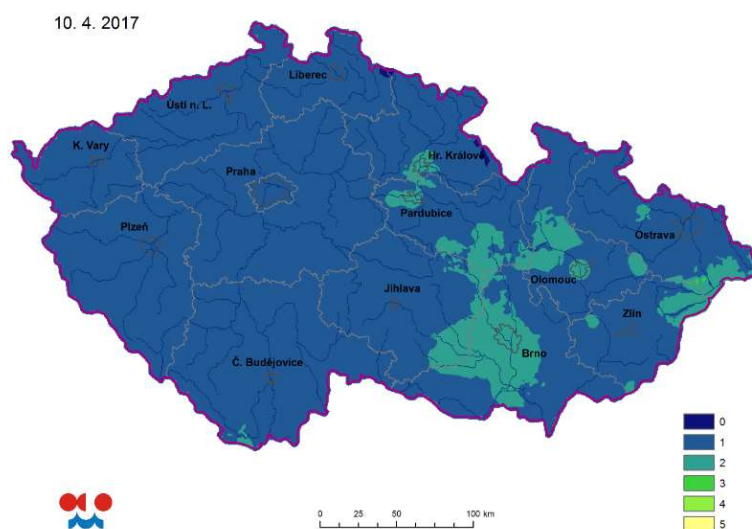 10. 4. 2017
Liberec
Ústí n. L.
K. Vary
Hr. Králové
Praha
Pardubice
Plzeň
Ostrava
Olomouc
Jihlava
Zlín
Brno
Č. Budějovice
0
1
2
3
4
5
0 25 50 100 km